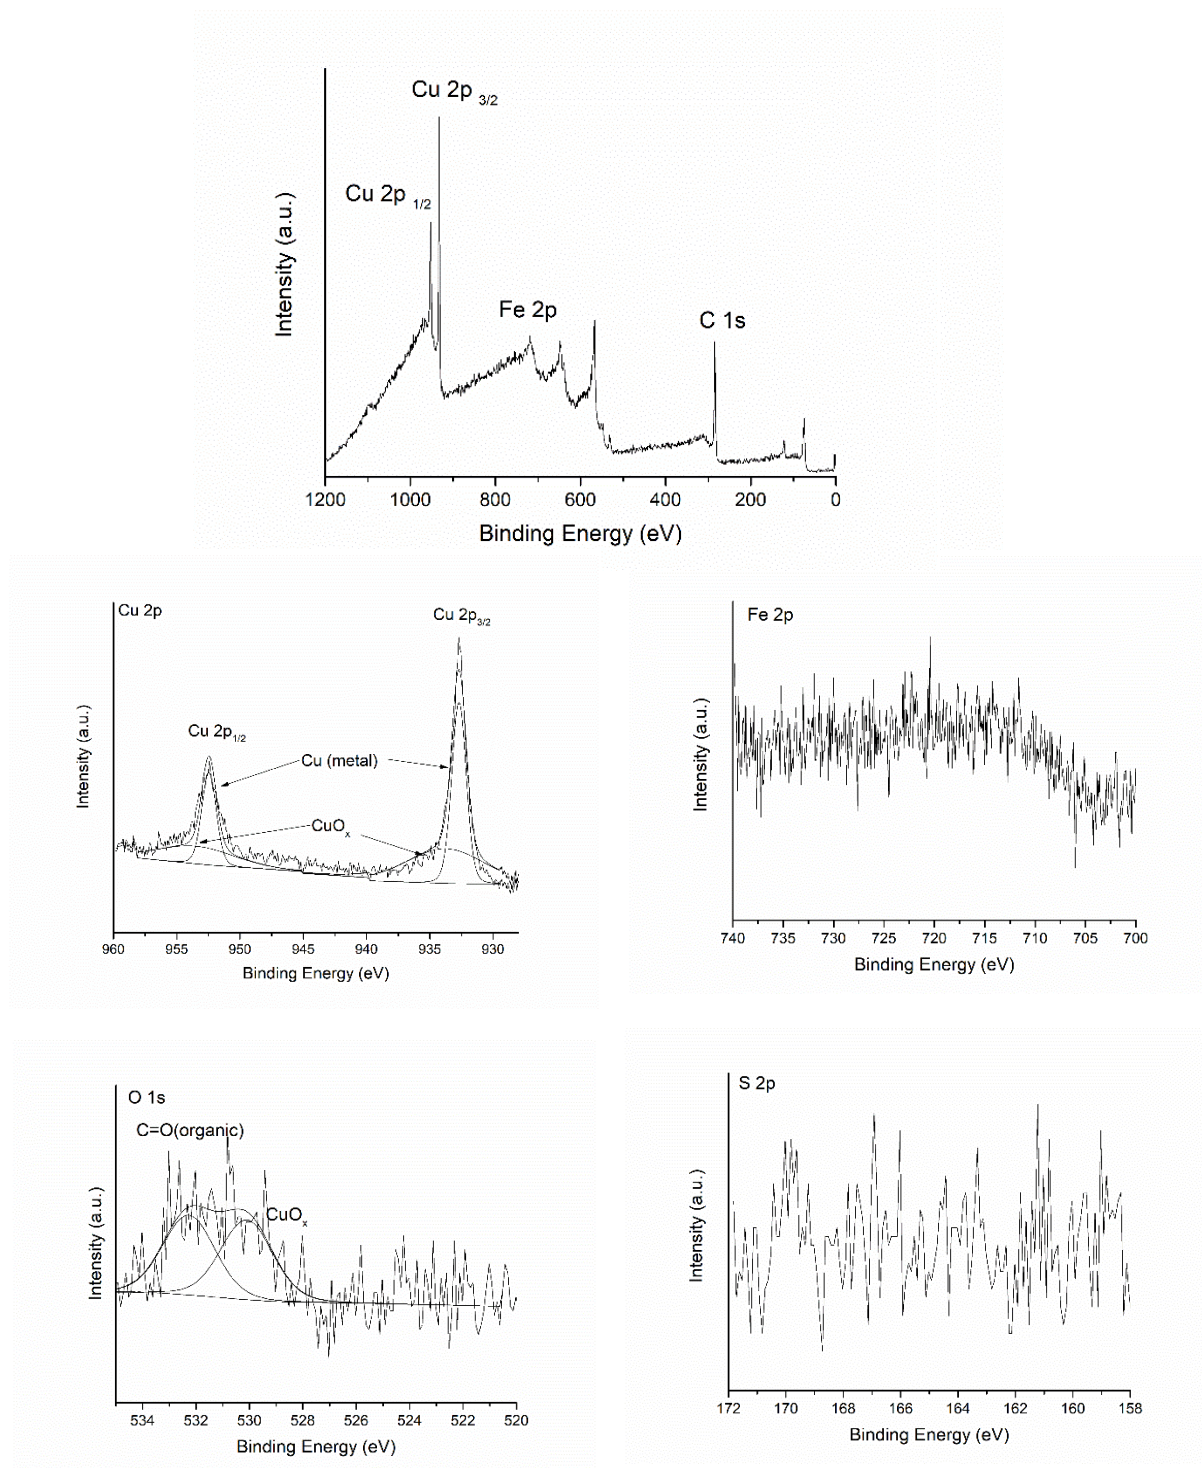 Cu 2p 3/2
Cu 2p 1/2
Fe 2p
C 1s
Intensity (a.u.)
1200 1000 800 600 400 200 0
Binding Energy (eV)
Cu 2p
Cu 2p3/2
Cu 2p1/2
Cu (metal)
CuOx
Intensity (a.u.)
960 955 950 945 940 935 930
Binding Energy (eV)
Fe 2p
Intensity (a.u.)
740 735 730 725 720 715 710 705 700
Binding Energy (eV)
O 1s
C=O(organic)
CuOx
Intensity (a.u.)
534 532 530 528 526 524 522 520
Binding Energy (eV)
S 2p
Intensity (a.u.)
172 170 168 166 164 162 160 158
Binding Energy (eV)